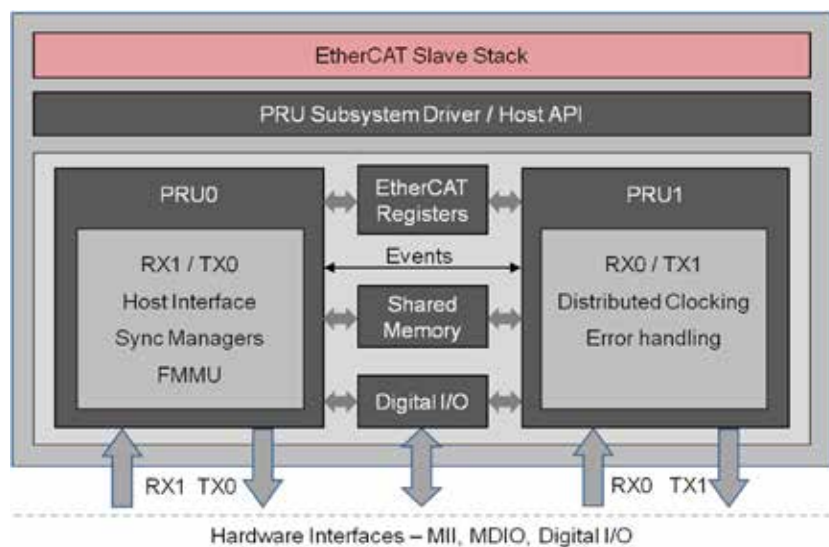 EtherCAT Slave Stack
PRU Subsystem Driver / Host API
PRU0
RX1 / TX0
Host Interface
Sync Managers
FMMU
EtherCAT
Registers
Events
Shared
Memory
Digital I/O
PRU1
RX0 / TX1
Distributed Clocking
Error handling
RX1 TX0
RX0 TX1
Hardware Interfaces – MII, MDIO, Digital I/O